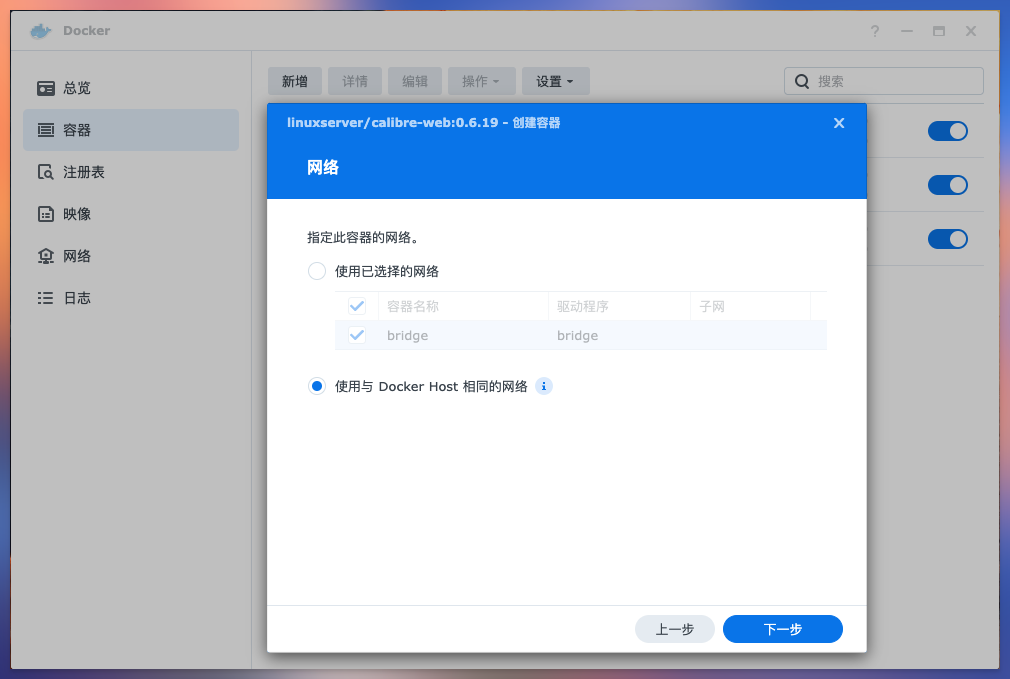 Docker
总览
容器
注册表
映像
网络
日志
新增 详情 编辑 操作 设置 搜索
linuxserver/calibre-web:0.6.19 - 创建容器
网络
指定此容器的网络。
使用已选择的网络
容器名称 驱动程序 子网
bridge bridge
使用与 Docker Host 相同的网络
上一步 下一步